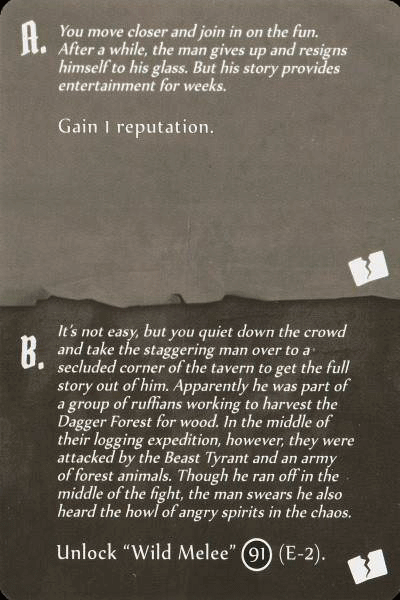 A.
You move closer and join in on the fun.
After a while, the man gives up and resigns
himself to his glass. But his story provides
entertainment for weeks.
Gain 1 reputation.
B.
It's not easy, but you quiet down the crowd
and take the staggering man over to a
secluded corner of the tavern to get the full
story out of him. Apparently he was part of
a group of ruffians working to harvest the
Dagger Forest for wood. In the middle of
their logging expedition, however, they were
attacked by the Beast Tyrant and an army
of forest animals. Though he ran off in the
middle of the fight, the man swears he also
heard the howl of angry spirits in the chaos.
Unlock “Wild Melee” 91 (E-2).